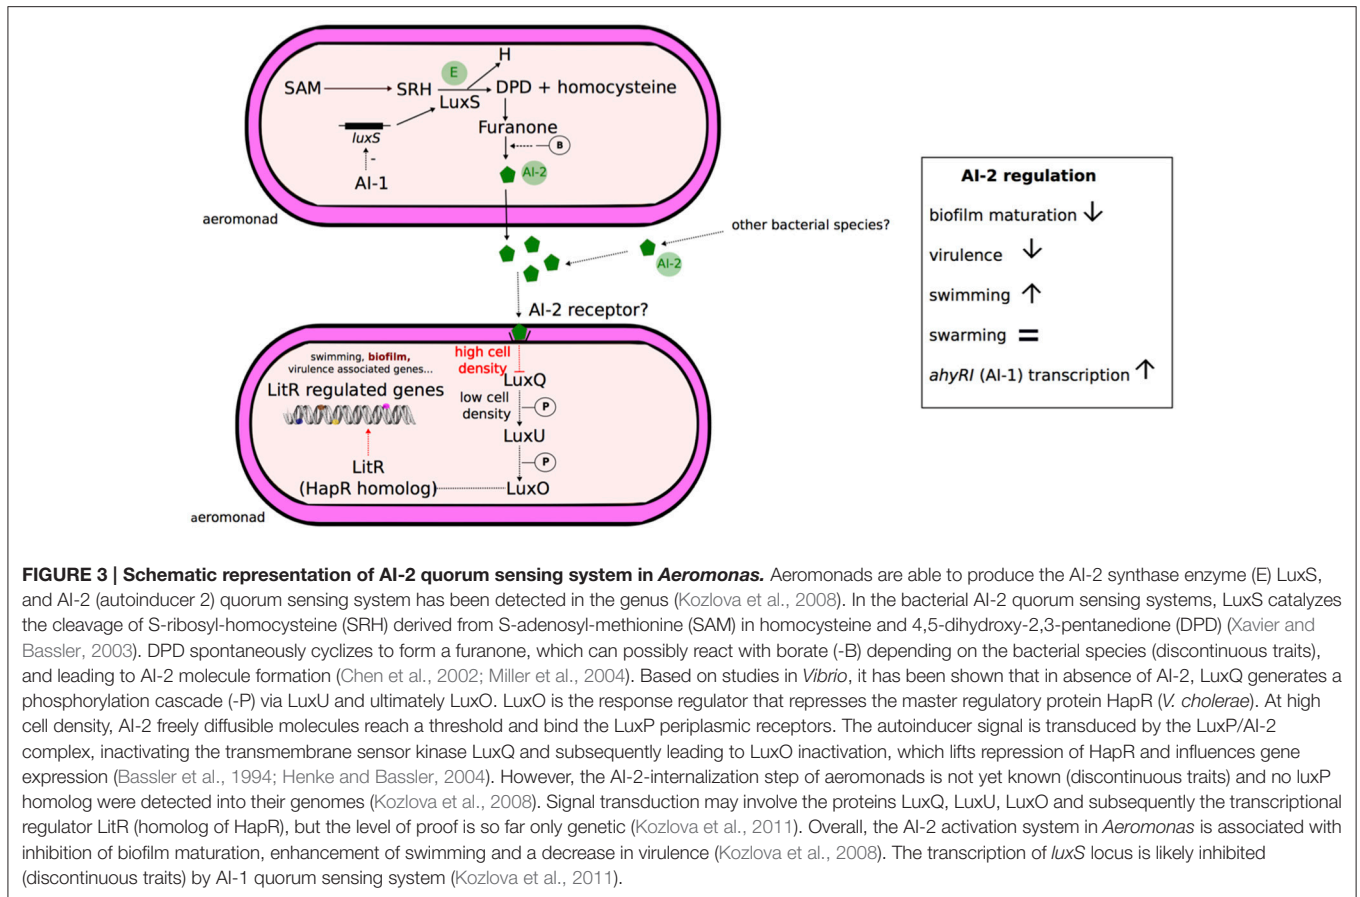 H
E
SAM
SRH
DPD + homocysteine
LuxS
luxS
Furanone
B
-
AI-1
AI-2
aeromonad
other bacterial species?
AI-2
AI-2 receptor?
swimming, biofilm,
virulence associated genes...
LitR regulated genes
high cell
density
LuxQ
low cell
density
P
LuxU
P
LitR
(HapR homolog)
LuxO
aeromonad
AI-2 regulation
biofilm maturation ↓
virulence ↓
swimming ↑
swarming =
ahyRI (AI-1) transcription ↑
FIGURE 3 | Schematic representation of AI-2 quorum sensing system in Aeromonas. Aeromonads are able to produce the AI-2 synthase enzyme (E) LuxS,
and AI-2 (autoinducer 2) quorum sensing system has been detected in the genus (Kozlova et al., 2008). In the bacterial AI-2 quorum sensing systems, LuxS catalyzes
the cleavage of S-ribosyl-homocysteine (SRH) derived from S-adenosyl-methionine (SAM) in homocysteine and 4,5-dihydroxy-2,3-pentanedione (DPD) (Xavier and
Bassler, 2003). DPD spontaneously cyclizes to form a furanone, which can possibly react with borate (-B) depending on the bacterial species (discontinuous traits),
and leading to AI-2 molecule formation (Chen et al., 2002; Miller et al., 2004). Based on studies in Vibrio, it has been shown that in absence of AI-2, LuxQ generates a
phosphorylation cascade (-P) via LuxU and ultimately LuxO. LuxO is the response regulator that represses the master regulatory protein HapR (V. cholerae). At high
cell density, AI-2 freely diffusible molecules reach a threshold and bind the LuxP periplasmic receptors. The autoinducer signal is transduced by the LuxP/AI-2
complex, inactivating the transmembrane sensor kinase LuxQ and subsequently leading to LuxO inactivation, which lifts repression of HapR and influences gene
expression (Bassler et al., 1994; Henke and Bassler, 2004). However, the AI-2-internalization step of aeromonads is not yet known (discontinuous traits) and no luxP
homolog were detected into their genomes (Kozlova et al., 2008). Signal transduction may involve the proteins LuxQ, LuxU, LuxO and subsequently the transcriptional
regulator LitR (homolog of HapR), but the level of proof is so far only genetic (Kozlova et al., 2011). Overall, the AI-2 activation system in Aeromonas is associated with
inhibition of biofilm maturation, enhancement of swimming and a decrease in virulence (Kozlova et al., 2008). The transcription of luxS locus is likely inhibited
(discontinuous traits) by AI-1 quorum sensing system (Kozlova et al., 2011).